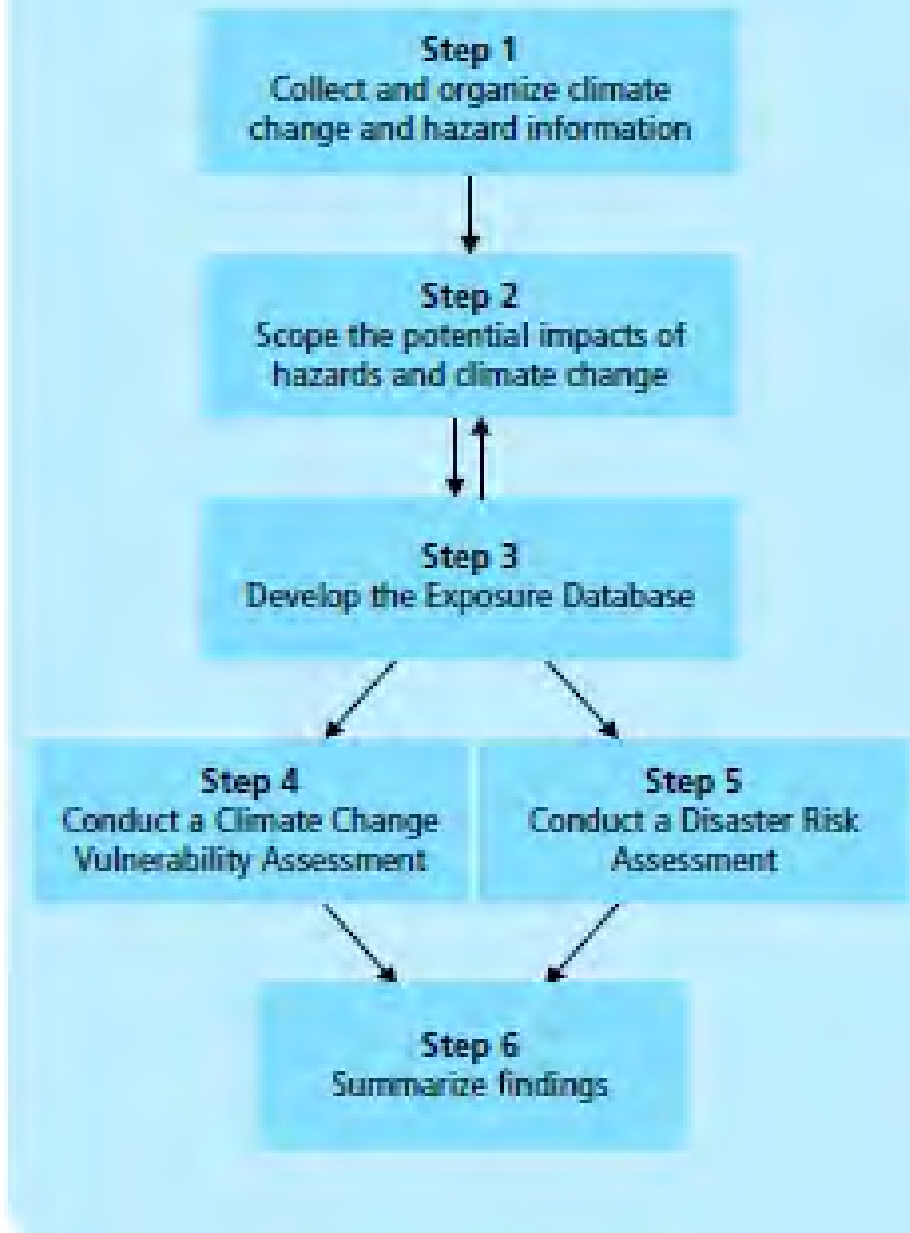 Step 1
Collect and organize climate
change and hazard information
Step 2
Scope the potential impacts of
hazards and climate change
Step 3
Develop the Exposure Database
Step 4
Conduct a Climate Change
Vulnerability Assessment
Step 5
Conduct a Disaster Risk
Assessment
Step 6
Summarize findings